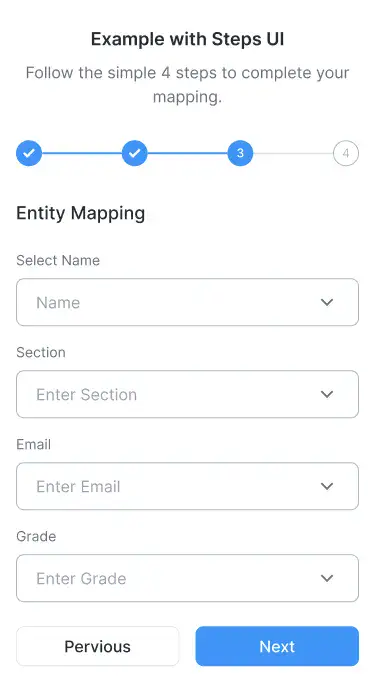 Example with Steps UI
Follow the simple 4 steps to complete your
mapping.
3
4
Entity Mapping
Select Name
Name
Section
Enter Section
Email
Enter Email
Grade
Enter Grade
Pervious
Next